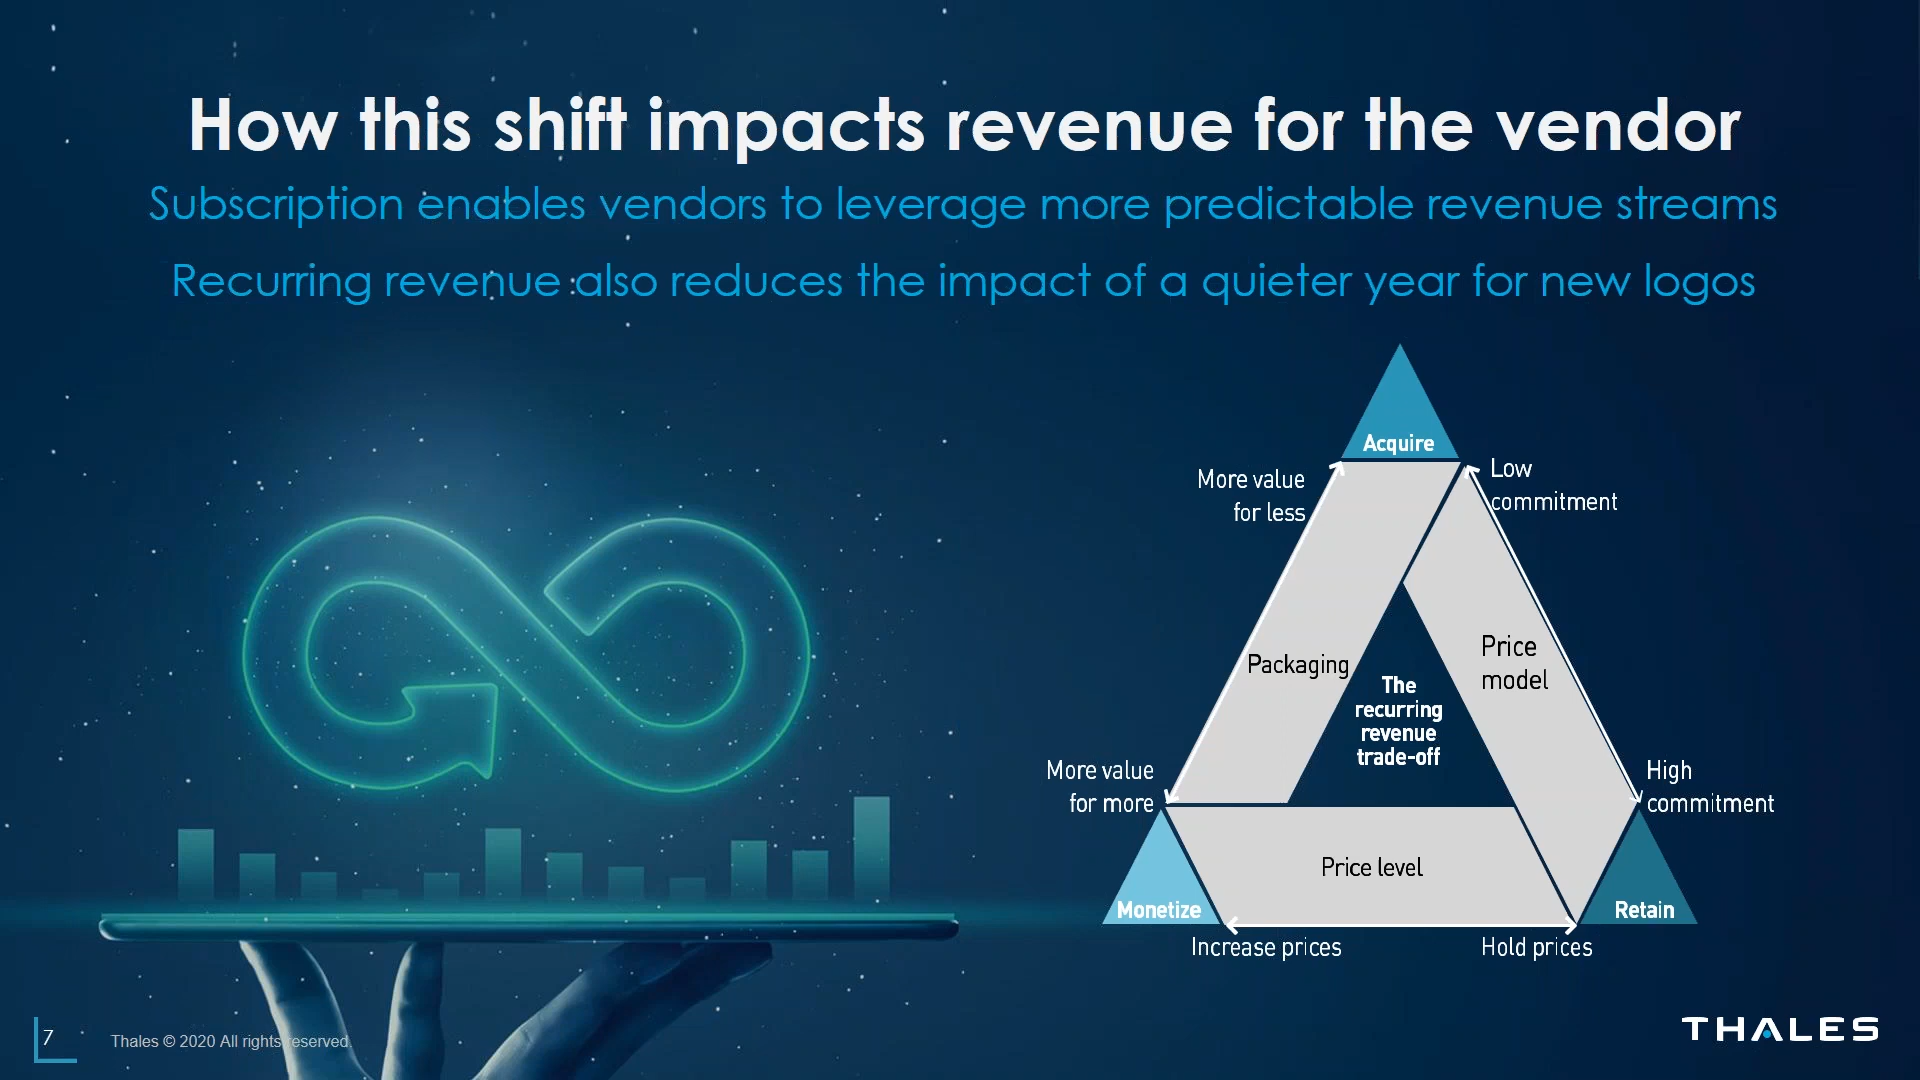 How this shift impacts revenue for the vendor
Subscription enables vendors to leverage more predictable revenue streams
Recurring revenue also reduces the impact of a quieter year for new logos
Acquire
More value
for less
Low
commitment
Packaging
Price
model
The
recurring
revenue
trade-off
More value
for more
High
commitment
Price level
Monetize
Retain
Increase prices
Hold prices
7
Thales © 2020 All rights reserved.
THALES